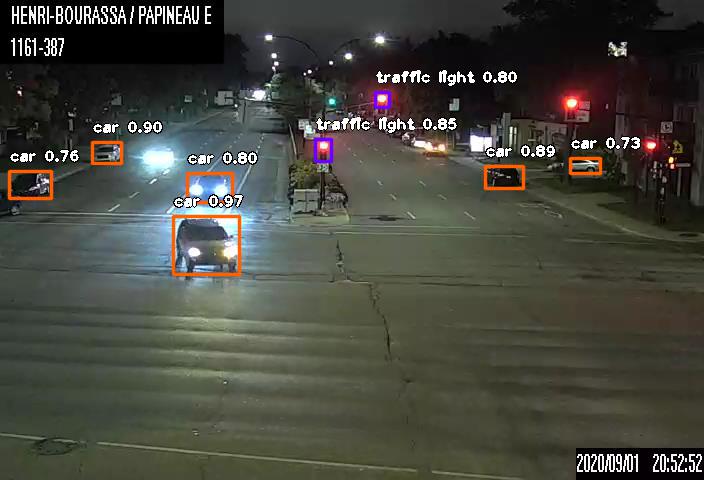 HENRI-BOURASSA / PAPINEAU E
1161-387
traffic light 0.80
traffic light 0.85
car 0.90
car 0.76
car 0.80
car 0.89
car 0.73
car 0.97
2020/09/01 20:52:52